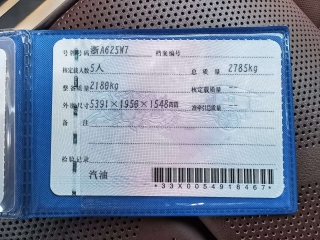 号牌号码 浙A625W7 档案编号
核定载人数 5人 总质量 2785kg
整备质量 2180kg 核定载质量 --
外廓尺寸 5391×1956×1548mm 准牵引总质量 --
备注
检验记录
汽油
*33X0054918467*